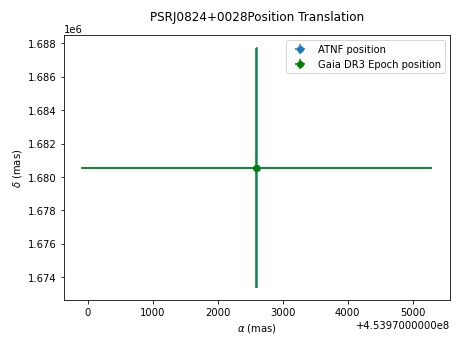 PSRJ0824+0028Position Translation
1e6
ATNF position
Gaia DR3 Epoch position
1.688
1.686
1.684
1.682
1.680
1.678
1.676
1.674
δ (mas)
0
1000
2000
3000
4000
5000
α (mas)
+4.5397000000e8